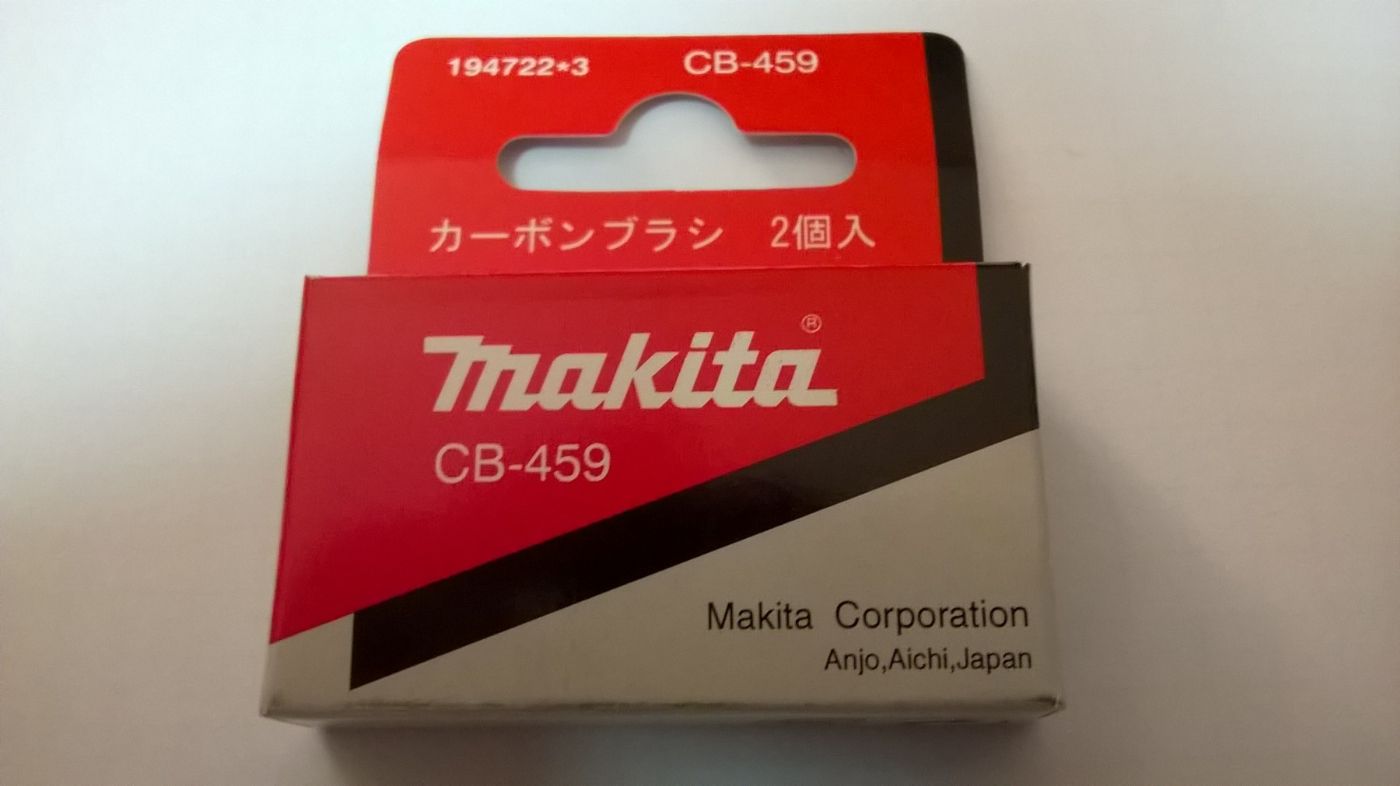 194722*3 CB-459
カーボンブラシ 2個入
makita®
CB-459
Makita Corporation
Anjo,Aichi,Japan